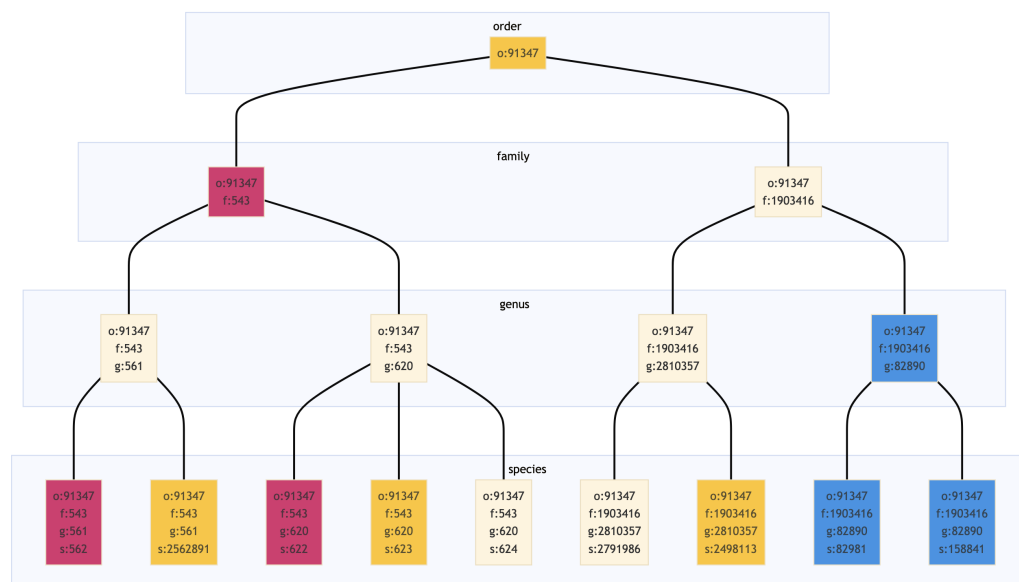 order
o:91347
family
o:91347
f:543
o:91347
f:1903416
genus
o:91347
f:543
g:561
o:91347
f:543
g:620
o:91347
f:1903416
g:2810357
o:91347
f:1903416
g:82890
species
o:91347
f:543
g:561
s:562
o:91347
f:543
g:561
s:2562891
o:91347
f:543
g:620
s:622
o:91347
f:543
g:620
s:623
o:91347
f:543
g:620
s:624
o:91347
f:1903416
g:2810357
s:2791986
o:91347
f:1903416
g:2810357
s:2498113
o:91347
f:1903416
g:82890
s:82981
o:91347
f:1903416
g:82890
s:158841